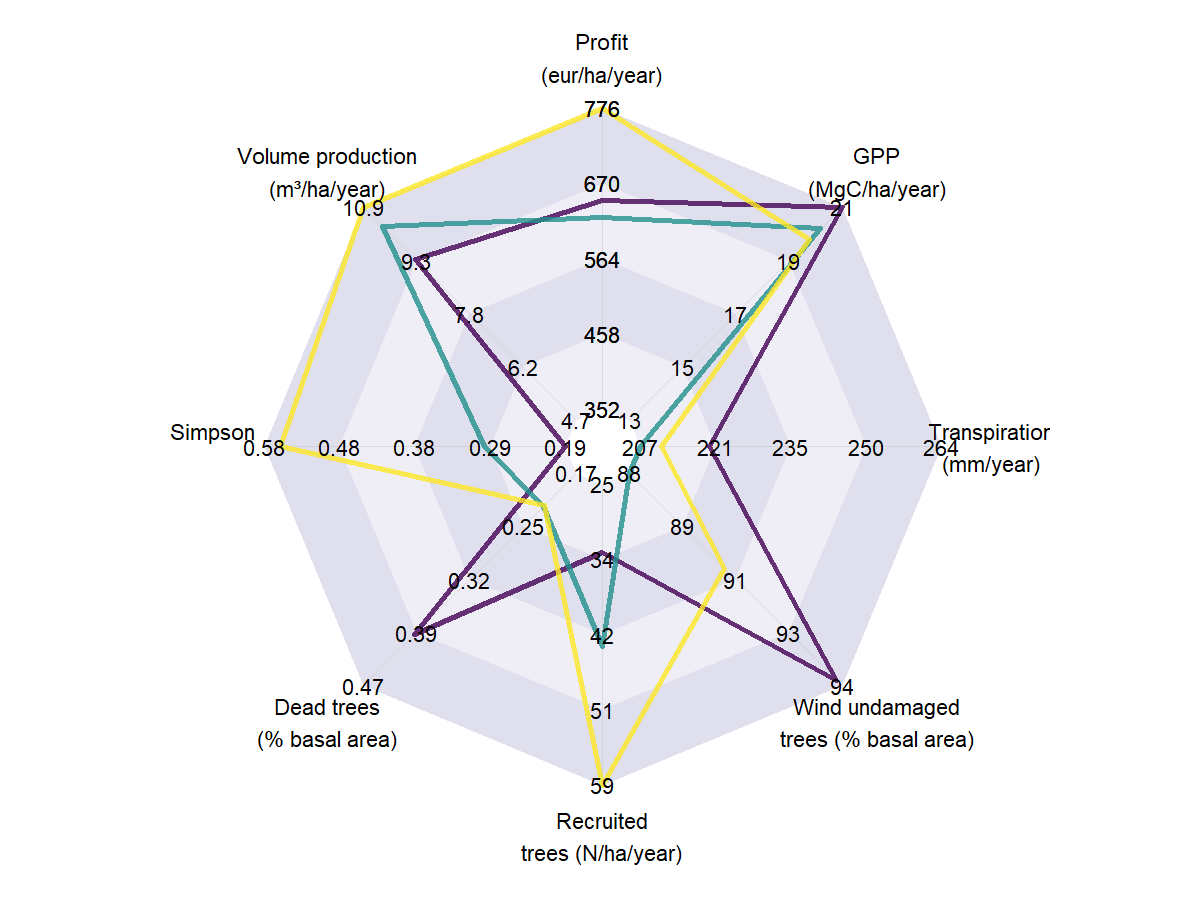 Profit
(eur/ha/year)
776
Volume production
(m³/ha/year)
10.9
GPP
(MgC/ha/year)
21
670
9.3
564
19
7.8
458
17
6.2
15
4.7
352
13
Simpson
0.58
0.48
0.38
0.29
0.19
207
221
235
250
264
Transpiratior
(mm/year)
0.17
25
88
0.25
89
34
0.32
91
0.39
42
93
0.47
94
Dead trees
(% basal area)
51
Wind undamaged
trees (% basal area)
59
Recruited
trees (N/ha/year)